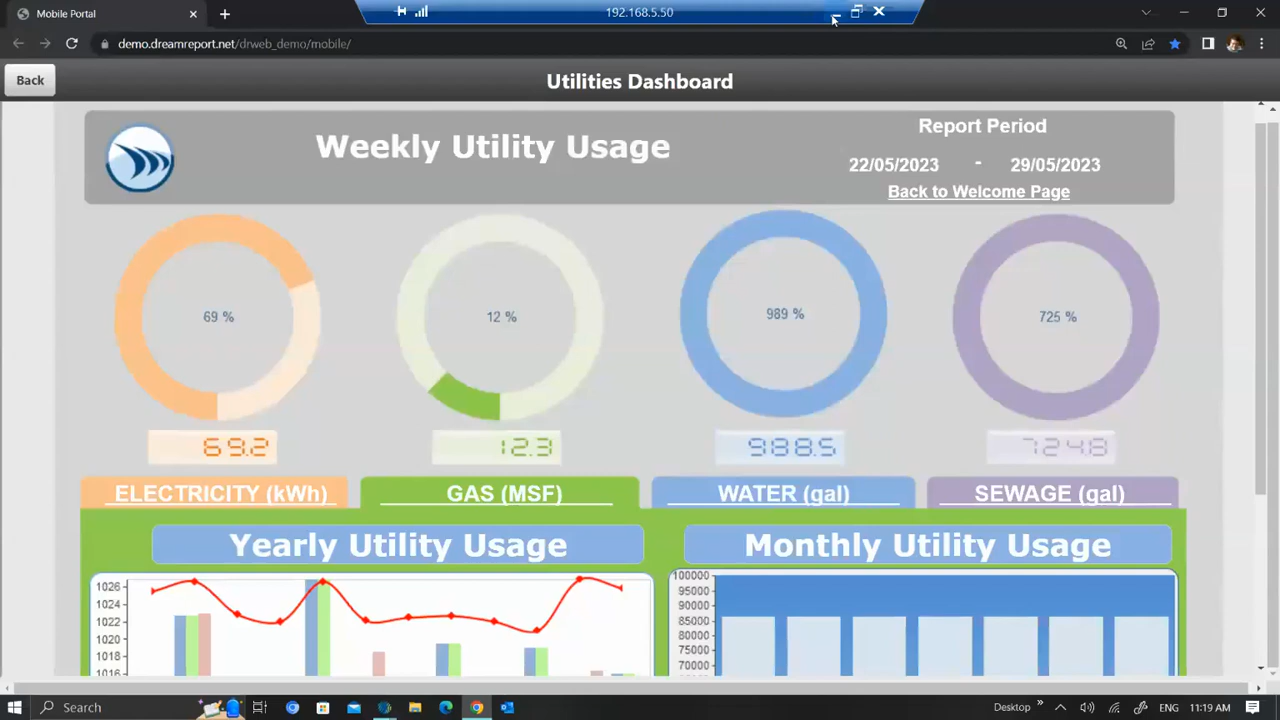 Mobile Portal
192.168.5.50
demo.dreamreport.net/drweb_demo/mobile/
Back
Utilities Dashboard
Weekly Utility Usage
Report Period
22/05/2023 - 29/05/2023
Back to Welcome Page
69 %
12 %
989 %
725 %
69.2
12.3
988.5
724.8
ELECTRICITY (kWh)
GAS (MSF)
WATER (gal)
SEWAGE (gal)
Yearly Utility Usage
Monthly Utility Usage
1026
1024
1022
1020
1018
1016
100000
95000
90000
85000
80000
75000
70000
Search
Desktop
ENG
11:19 AM